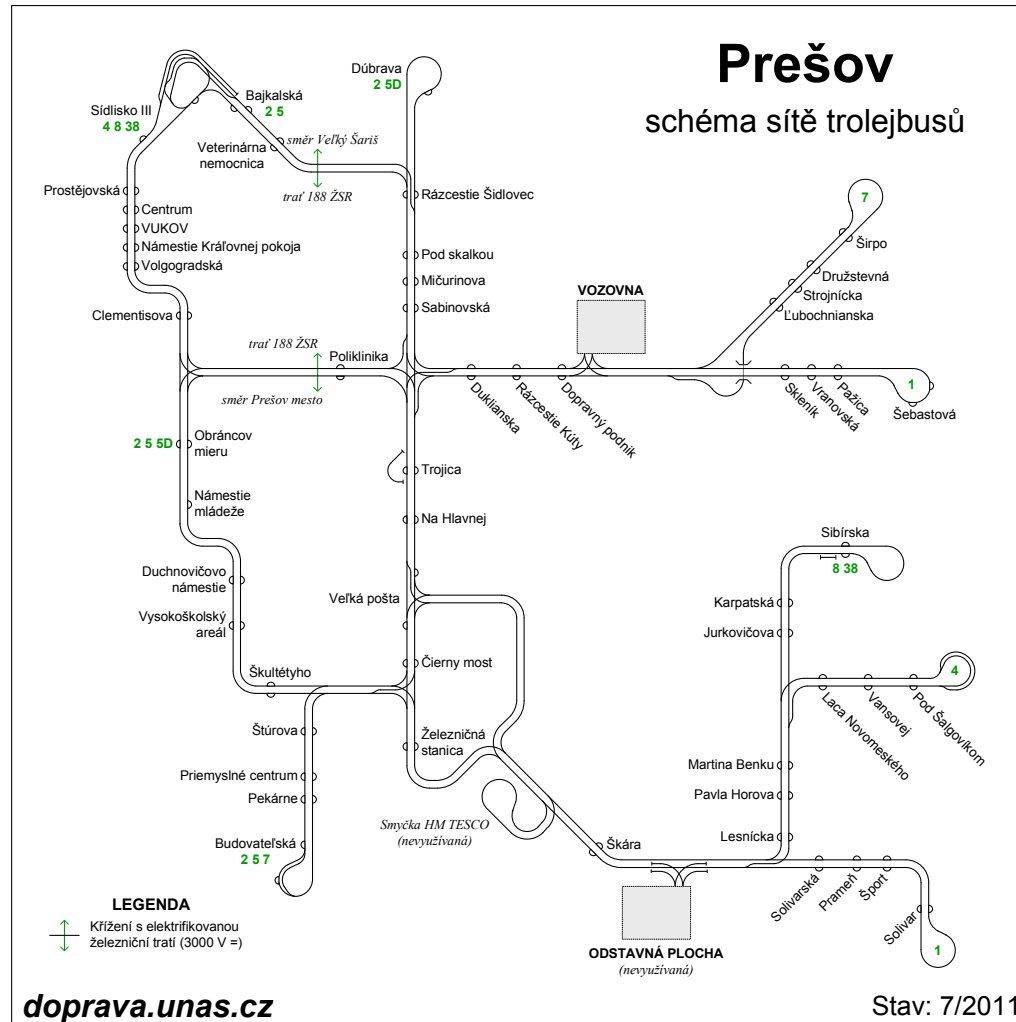 Prešov
schéma sítě trolejbusů
Dúbrava
2 5D
Bajkalská
2 5
Sídlisko III
4 8 38
Veterinárna
nemocnica
směr Veľký Šariš
trať 188 ŽSR
Rázcestie Šidlovec
Prostějovská
Centrum
VUKOV
Námestie Kráľovnej pokoja
Volgogradská
Clementisova
Pod skalkou
Mičurinova
Sabinovská
7
Širpo
Družstevná
Strojnícka
Ľubochnianska
VOZOVNA
trať 188 ŽSR
Poliklinika
směr Prešov mesto
Duklianska
Rázcestie Kúty
Dopravný podnik
Skleník
Vranovská
Pažica
1
Šebastová
2 5 5D
Obráncov
mieru
Trojica
Námestie
mládeže
Na Hlavnej
Duchnovičovo
námestie
Vysokoškolský
areál
Veľká pošta
Sibírska
8 38
Karpatská
Jurkovičova
Škultétyho
Čierny most
4
Laca Novomeského
Vansovej
Pod Šalgovíkom
Štúrova
Železničná
stanica
Priemyslné centrum
Pekárne
Martina Benku
Pavla Horova
Lesnícka
Smyčka HM TESCO
(nevyužívaná)
Budovateľská
2 5 7
Škára
Solivarská
Prameň
Šport
Solivar
1
LEGENDA
Křížení s elektrifikovanou
železniční tratí (3000 V =)
ODSTAVNÁ PLOCHA
(nevyužívaná)
doprava.unas.cz
Stav: 7/2011